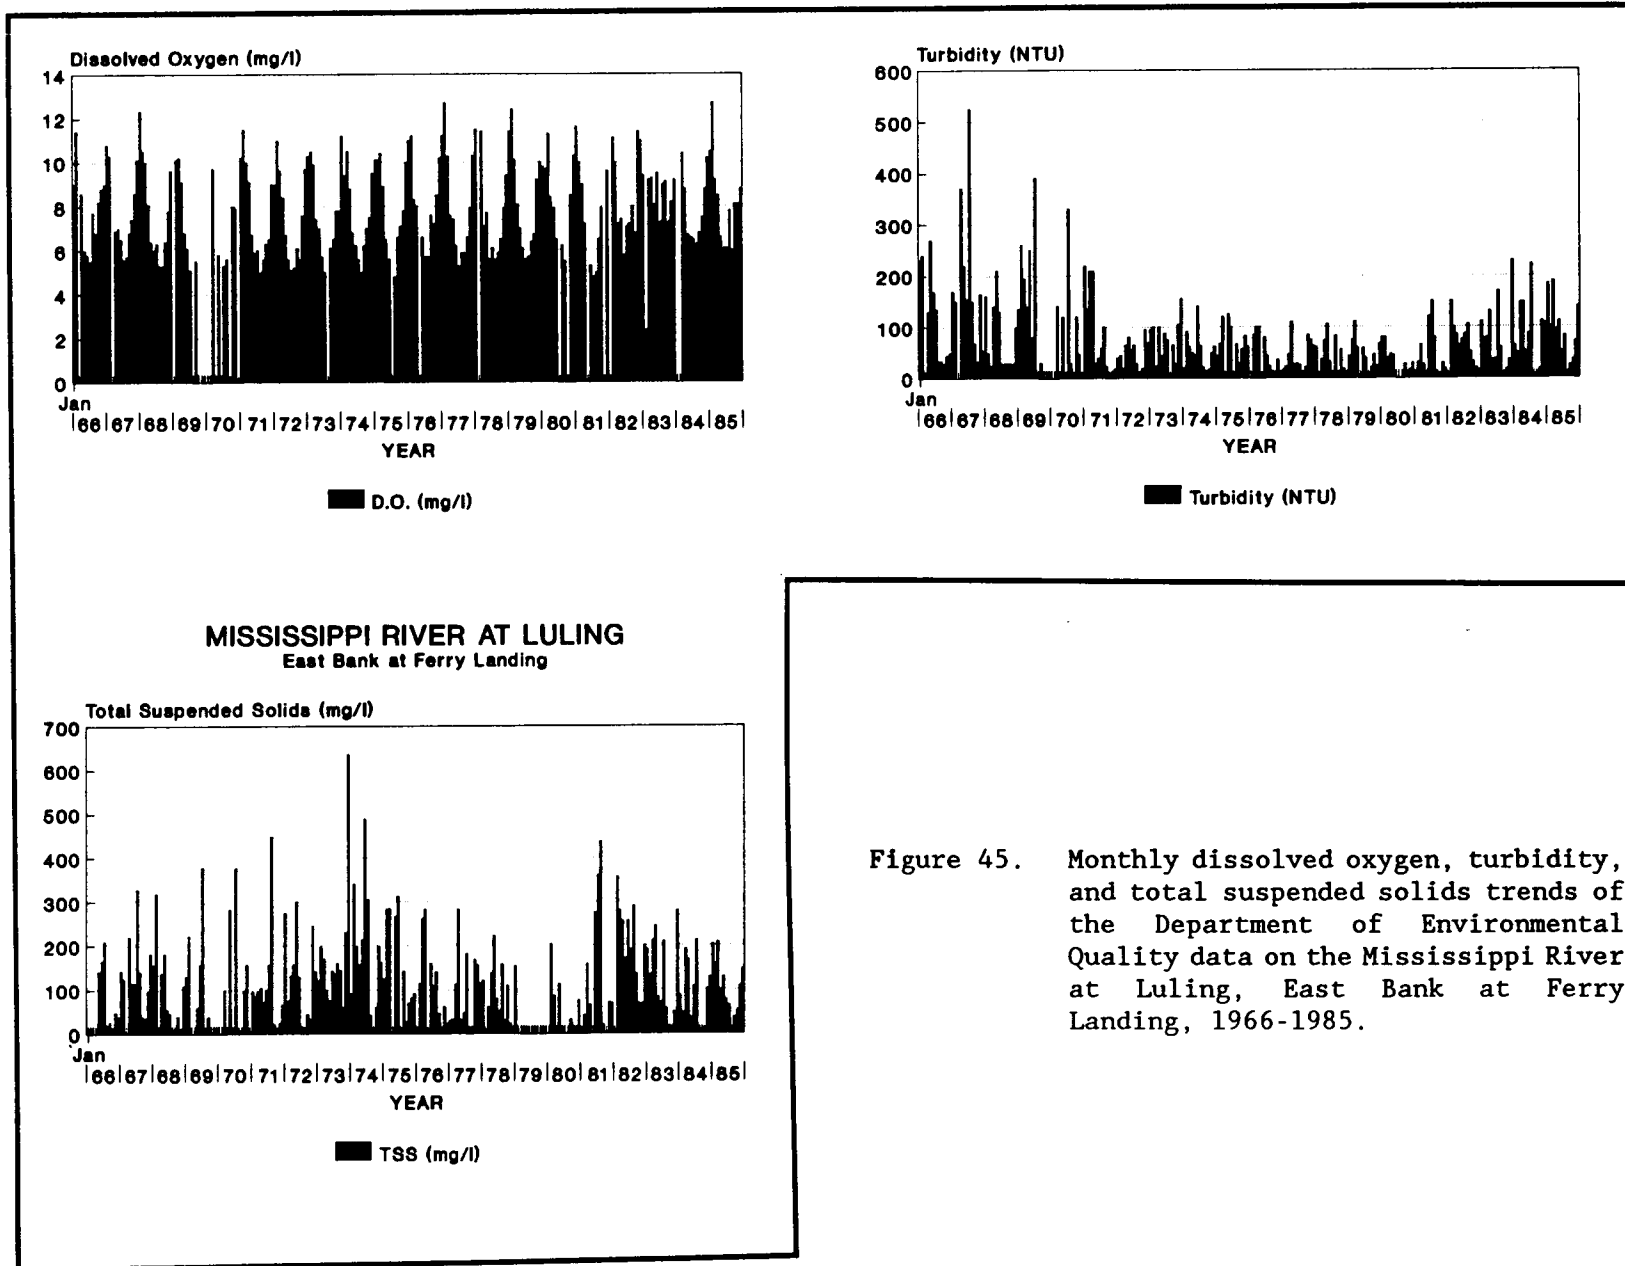 Dissolved Oxygen (mg/l)
14
12
10
8
6
4
2
0
Jan
|66|67|68|69|70|71|72|73|74|75|76|77|78|79|80|81|82|83|84|85|
YEAR
D.O. (mg/l)
Turbidity (NTU)
600
500
400
300
200
100
0
Jan
|66|67|68|69|70|71|72|73|74|75|76|77|78|79|80|81|82|83|84|85|
YEAR
Turbidity (NTU)
MISSISSIPPI RIVER AT LULING
East Bank at Ferry Landing
Total Suspended Solids (mg/l)
700
600
500
400
300
200
100
0
Jan
|66|67|68|69|70|71|72|73|74|75|76|77|78|79|80|81|82|83|84|85|
YEAR
TSS (mg/l)
Figure 45. Monthly dissolved oxygen, turbidity,
and total suspended solids trends of
the Department of Environmental
Quality data on the Mississippi River
at Luling, East Bank at Ferry
Landing, 1966-1985.